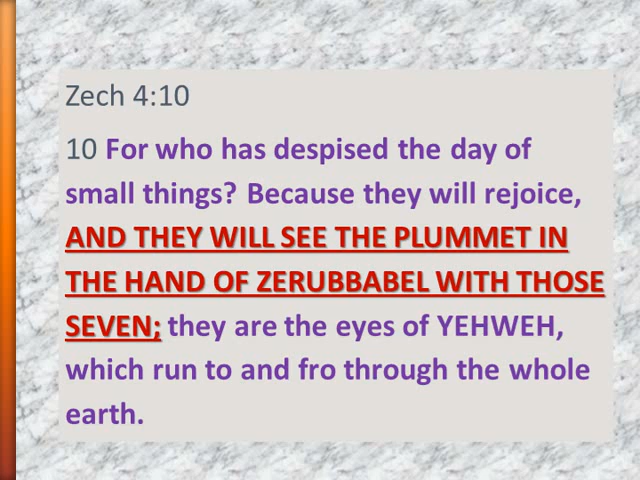 Zech 4:10
10 For who has despised the day of
small things? Because they will rejoice,
AND THEY WILL SEE THE PLUMMET IN
THE HAND OF ZERUBBABEL WITH THOSE
SEVEN; they are the eyes of YEHWEH,
which run to and fro through the whole
earth.